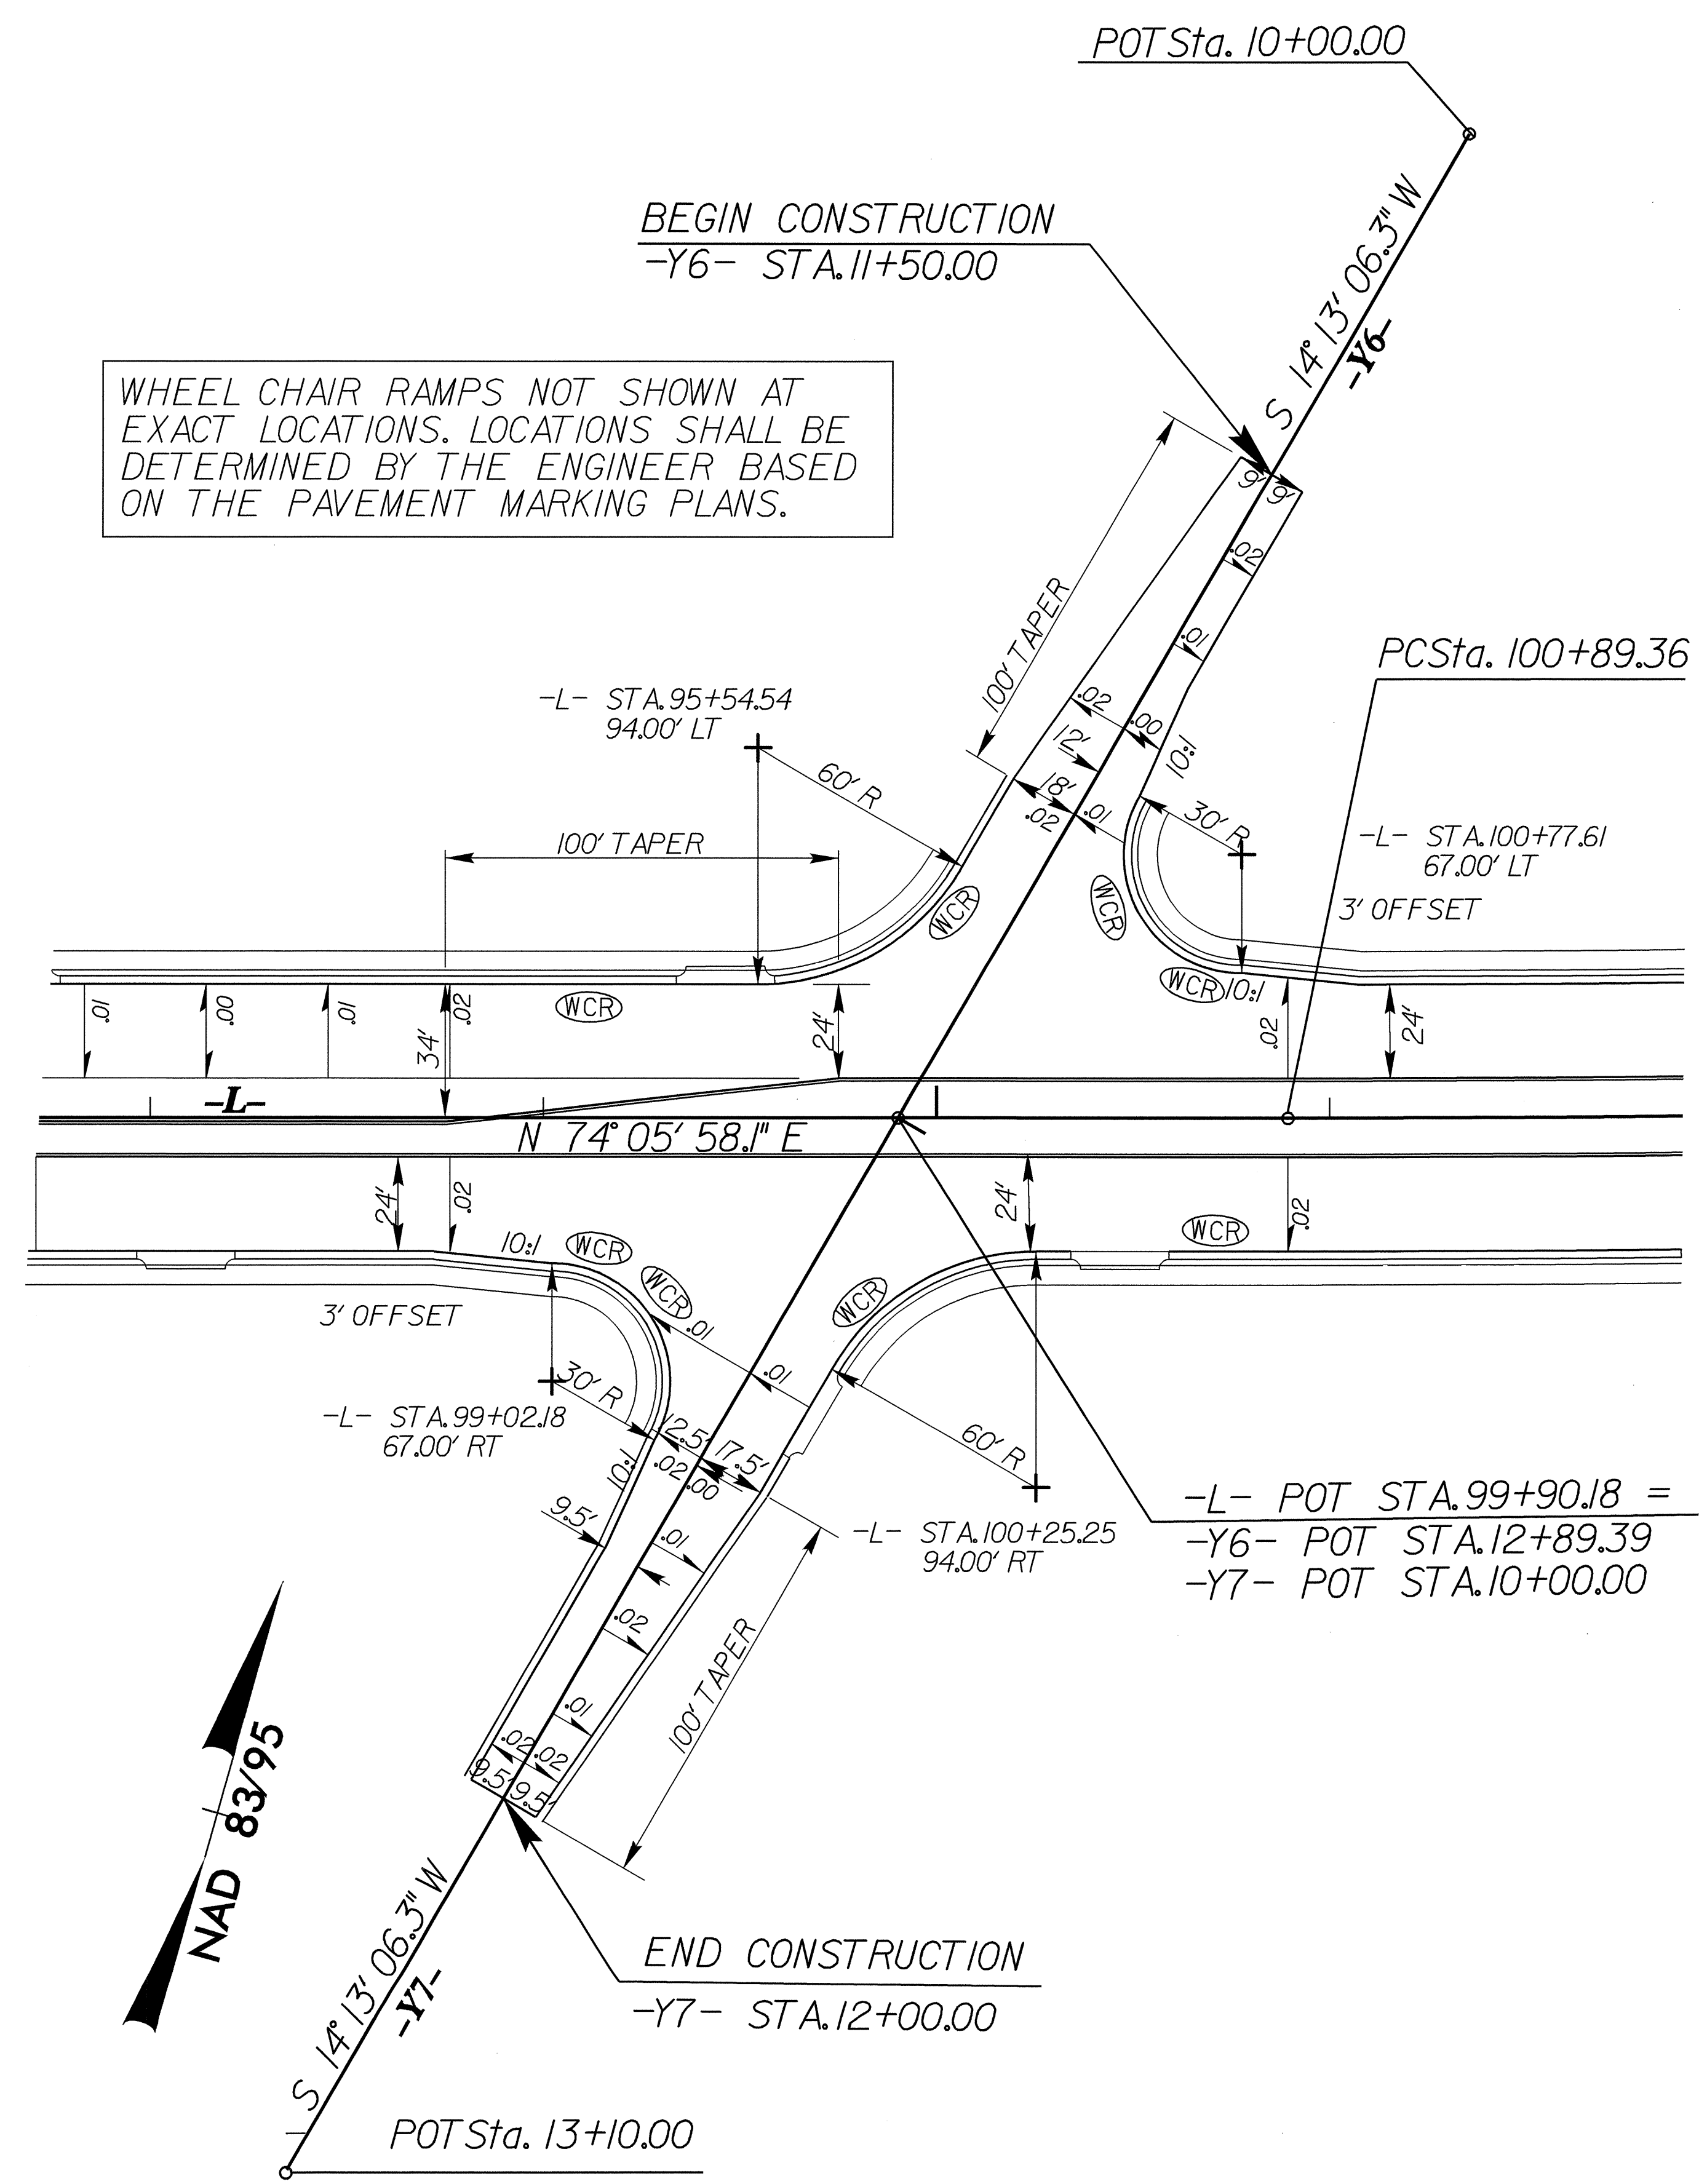 POTSta. 10+00.00
BEGIN CONSTRUCTION
-Y6- STA.11+50.00
S 14° 13' 06.3" W
-Y6-
WHEEL CHAIR RAMPS NOT SHOWN AT
EXACT LOCATIONS. LOCATIONS SHALL BE
DETERMINED BY THE ENGINEER BASED
ON THE PAVEMENT MARKING PLANS.
9'
9'
.02
.01
100' TAPER
PCSta. 100+89.36
-L- STA.95+54.54
94.00' LT
.02
.00
12'
10:1
18'
.02
.01
60' R
30' R
100' TAPER
-L- STA.100+77.61
67.00' LT
3' OFFSET
WCR
WCR
WCR
10:1
WCR
.01
.00
.01
.02
34'
24'
.02
24'
-L-
N 74° 05' 58.1" E
24'
.02
24'
.02
WCR
10:1
WCR
WCR
WCR
3' OFFSET
.01
.01
30' R
-L- STA.99+02.18
67.00' RT
12.5'
17.5'
60' R
10:1
.02
.00
9.5'
.01
-L- STA.100+25.25
94.00' RT
-L- POT STA.99+90.18 =
-Y6- POT STA.12+89.39
-Y7- POT STA.10+00.00
.02
100' TAPER
.01
.02
.02
9.5'
9.5'
NAD 83/95
END CONSTRUCTION
-Y7- STA.12+00.00
S 14° 13' 06.3" W
-Y7-
POTSta. 13+10.00